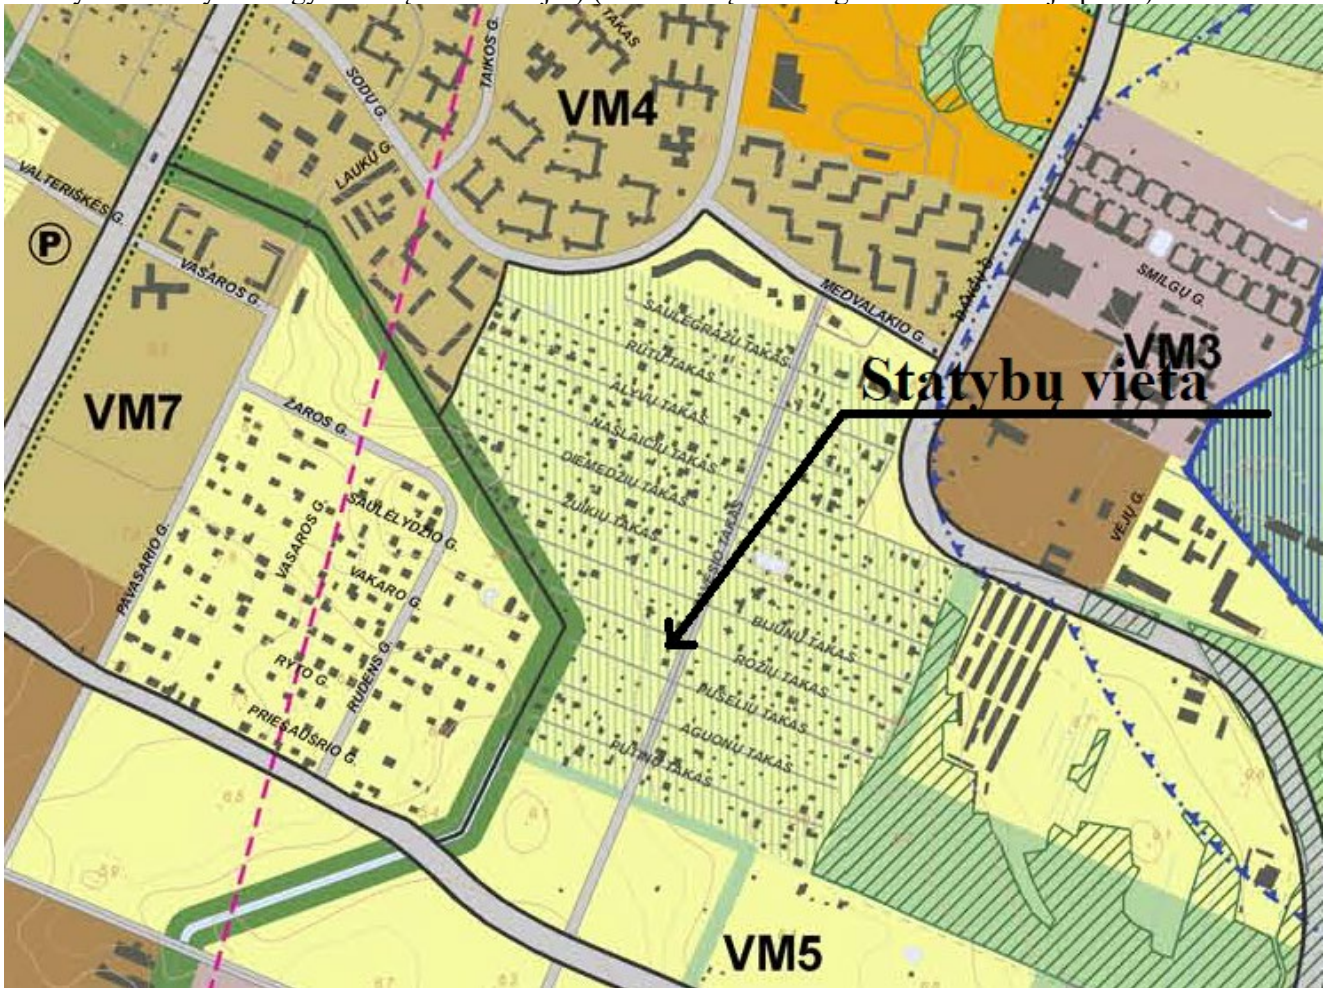 TAKAS
TAIKOS G.
SODŲ G.
VM4
LAUKŲ G.
VALTERIŠKĖS G.
P
VASAROS G.
SMILGŲ G.
MEDVALAKIO G.
SAULĖGRĄŽŲ TAKAS
RŪTŲ TAKAS
VM3
Statybų vieta
ALYVŲ TAKAS
VM7
ŽAROS G.
NAŠLAIČIŲ TAKAS
DIEMEDŽIŲ TAKAS
ŽUIKIŲ TAKAS
SAULĖLYDŽIO G.
VASAROS G.
VĖJŲ G.
PAVASARIO G.
VAKARO G.
BIJŪNŲ TAKAS
ROŽIŲ TAKAS
RYTO G.
RUDENS G.
PUŠELIŲ TAKAS
PRIEŠAUŠRIO G.
AGUONŲ TAKAS
PUTINO TAKAS
VM5